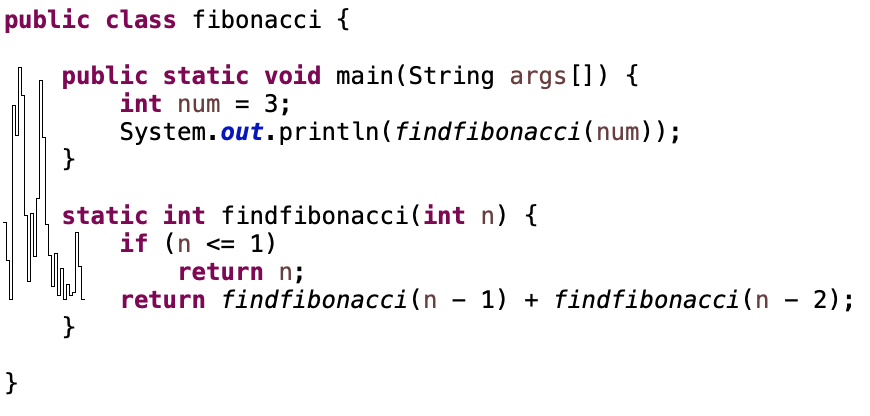 public class fibonacci {
public static void main(String args[]) {
int num = 3;
System.out.println(findfibonacci(num));
}
static int findfibonacci(int n) {
if (n <= 1)
return n;
return findfibonacci(n - 1) + findfibonacci(n - 2);
}
}